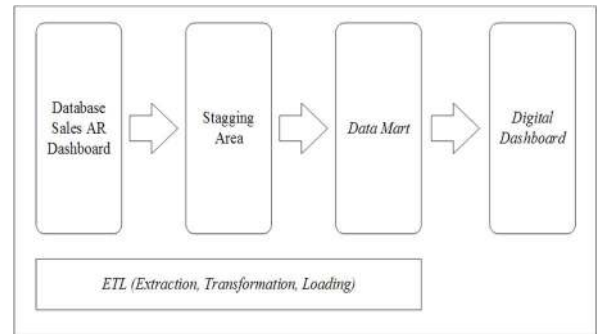 Database
Sales AR
Dashboard
Stagging
Area
Data Mart
Digital
Dashboard
ETL (Extraction, Transformation, Loading)